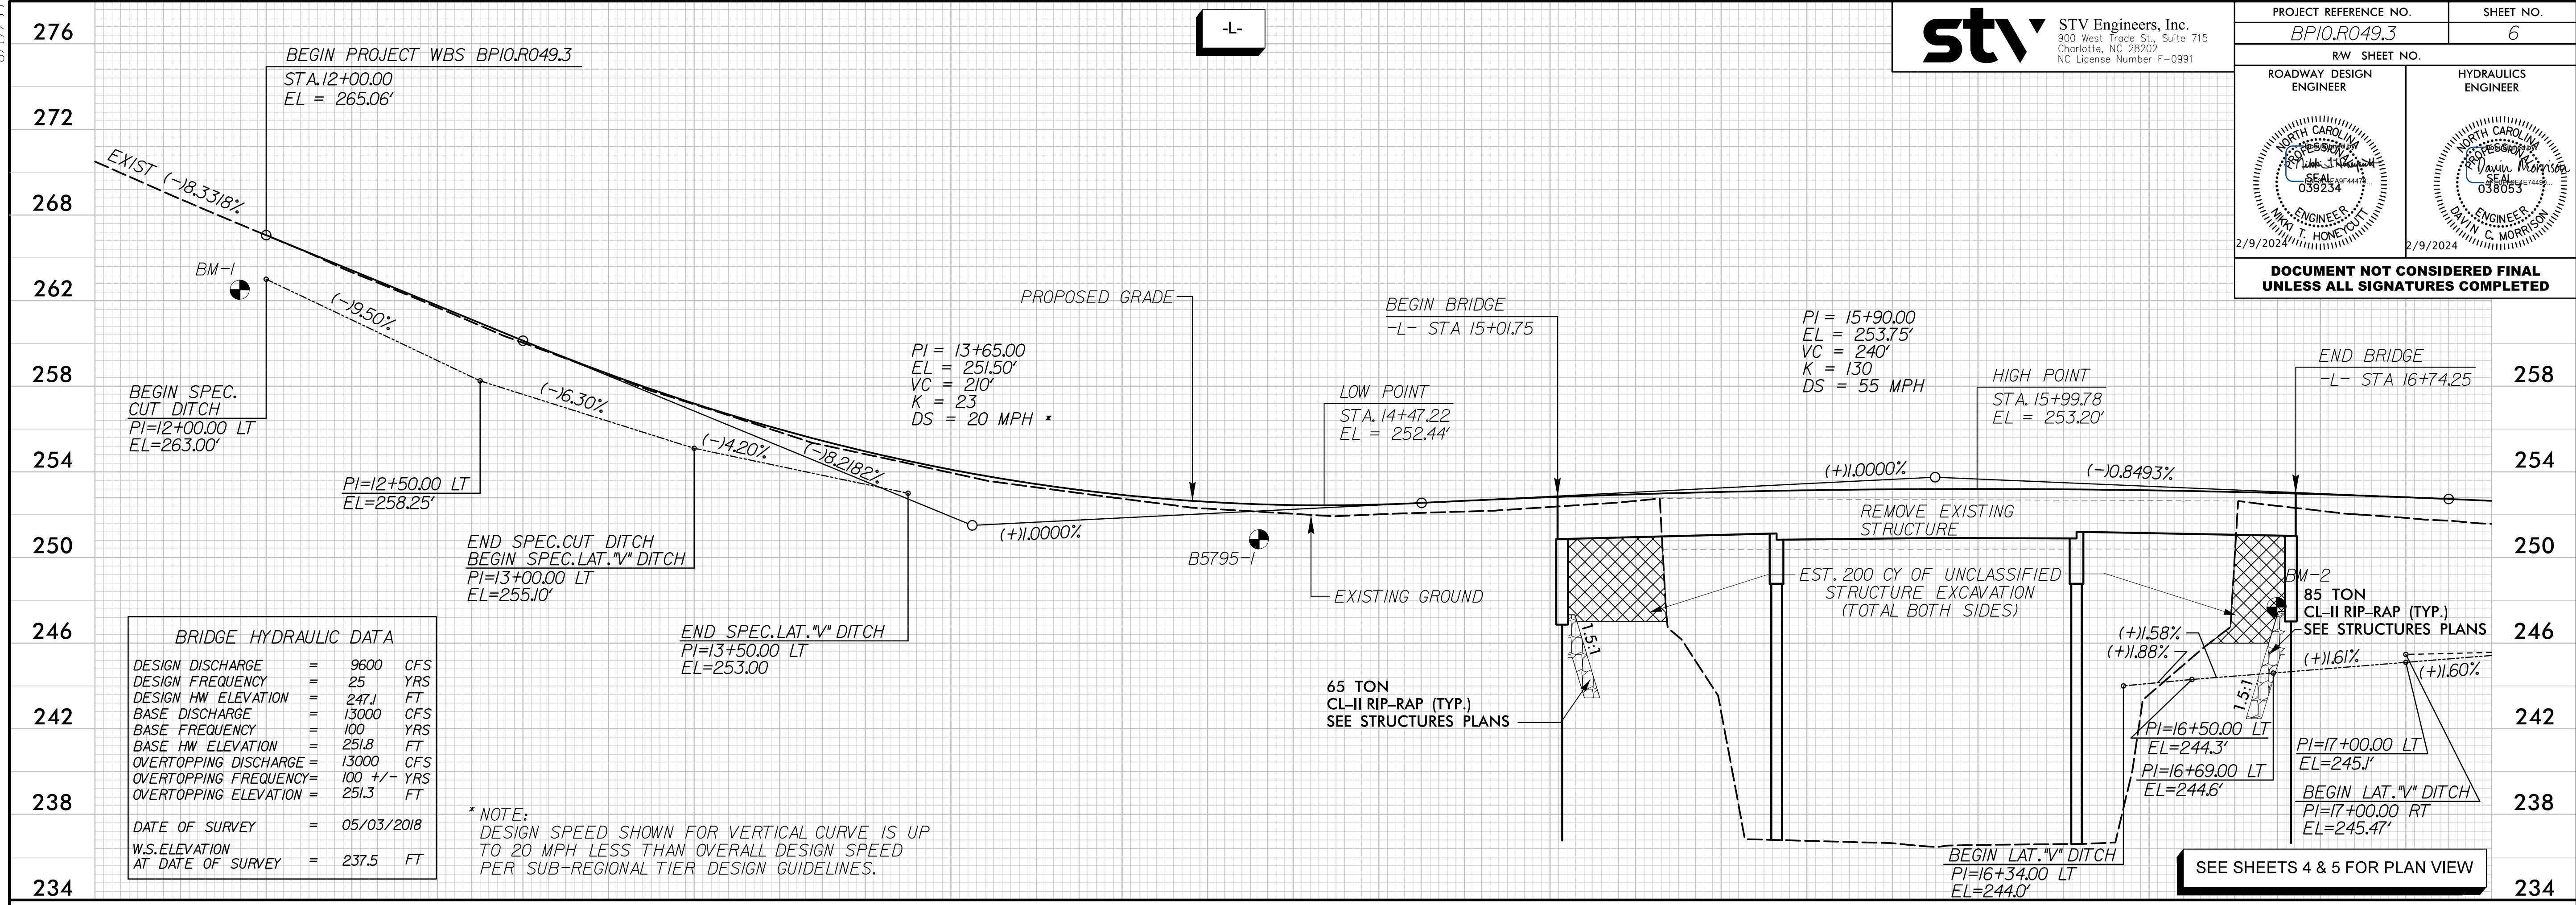 -L-
stv
STV Engineers, Inc.
900 West Trade St., Suite 715
Charlotte, NC 28202
NC License Number F-0991
PROJECT REFERENCE NO.
SHEET NO.
BP10.R049.3
6
R/W SHEET NO.
ROADWAY DESIGN
ENGINEER
HYDRAULICS
ENGINEER
NORTH CAROLINA
PROFESSIONAL
SEAL
039234
ENGINEER
NIKKI T. HONEYCUTT
2/9/2024
NORTH CAROLINA
PROFESSIONAL
SEAL
038053
ENGINEER
DAVIN C. MORRISON
2/9/2024
DOCUMENT NOT CONSIDERED FINAL
UNLESS ALL SIGNATURES COMPLETED
276
272
268
262
258
254
250
246
242
238
234
BEGIN PROJECT WBS BP10.R049.3
STA.12+00.00
EL = 265.06'
EXIST
(-)8.3318%
BM-1
(-)9.50%
BEGIN SPEC.
CUT DITCH
PI=12+00.00 LT
EL=263.00'
(-)6.30%
PI=12+50.00 LT
EL=258.25'
(-)4.20%
(-)8.2182%
END SPEC.CUT DITCH
BEGIN SPEC.LAT."V" DITCH
PI=13+00.00 LT
EL=255.10'
END SPEC.LAT."V" DITCH
PI=13+50.00 LT
EL=253.00
PI = 13+65.00
EL = 251.50'
VC = 210'
K = 23
DS = 20 MPH *
PROPOSED GRADE
(+)1.0000%
B5795-1
EXISTING GROUND
LOW POINT
STA.14+47.22
EL = 252.44'
BEGIN BRIDGE
-L- STA 15+01.75
PI = 15+90.00
EL = 253.75'
VC = 240'
K = 130
DS = 55 MPH
HIGH POINT
STA.15+99.78
EL = 253.20'
END BRIDGE
-L- STA 16+74.25
(+)1.0000%
(-)0.8493%
REMOVE EXISTING
STRUCTURE
EST. 200 CY OF UNCLASSIFIED
STRUCTURE EXCAVATION
(TOTAL BOTH SIDES)
1.5:1
65 TON
CL-II RIP-RAP (TYP.)
SEE STRUCTURES PLANS
BM-2
85 TON
CL-II RIP-RAP (TYP.)
SEE STRUCTURES PLANS
(+)1.58%
(+)1.88%
(+)1.61%
(+)1.60%
1.5:1
PI=16+50.00 LT
EL=244.3'
PI=16+69.00 LT
EL=244.6'
PI=17+00.00 LT
EL=245.1'
BEGIN LAT."V" DITCH
PI=17+00.00 RT
EL=245.47'
BEGIN LAT."V" DITCH
PI=16+34.00 LT
EL=244.0'
258
254
250
246
242
238
234
SEE SHEETS 4 & 5 FOR PLAN VIEW
BRIDGE HYDRAULIC DATA
DESIGN DISCHARGE = 9600 CFS
DESIGN FREQUENCY = 25 YRS
DESIGN HW ELEVATION = 247.1 FT
BASE DISCHARGE = 13000 CFS
BASE FREQUENCY = 100 YRS
BASE HW ELEVATION = 251.8 FT
OVERTOPPING DISCHARGE = 13000 CFS
OVERTOPPING FREQUENCY= 100 +/- YRS
OVERTOPPING ELEVATION = 251.3 FT
DATE OF SURVEY = 05/03/2018
W.S.ELEVATION
AT DATE OF SURVEY = 237.5 FT
* NOTE:
DESIGN SPEED SHOWN FOR VERTICAL CURVE IS UP
TO 20 MPH LESS THAN OVERALL DESIGN SPEED
PER SUB-REGIONAL TIER DESIGN GUIDELINES.